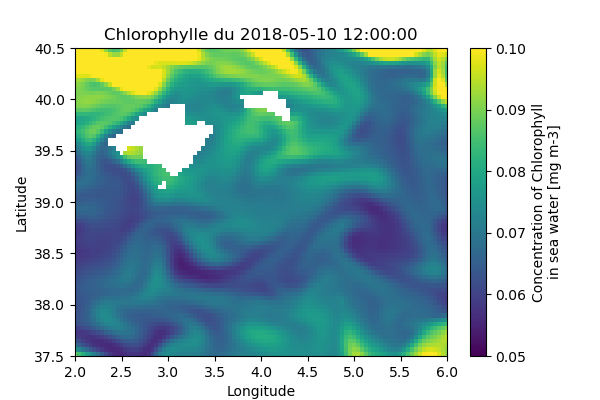 Chlorophylle du 2018-05-10 12:00:00
40.5
40.0
39.5
39.0
38.5
38.0
37.5
Latitude
2.0 2.5 3.0 3.5 4.0 4.5 5.0 5.5 6.0
Longitude
0.10
0.09
0.08
0.07
0.06
0.05
Concentration of Chlorophyll
in sea water [mg m-3]